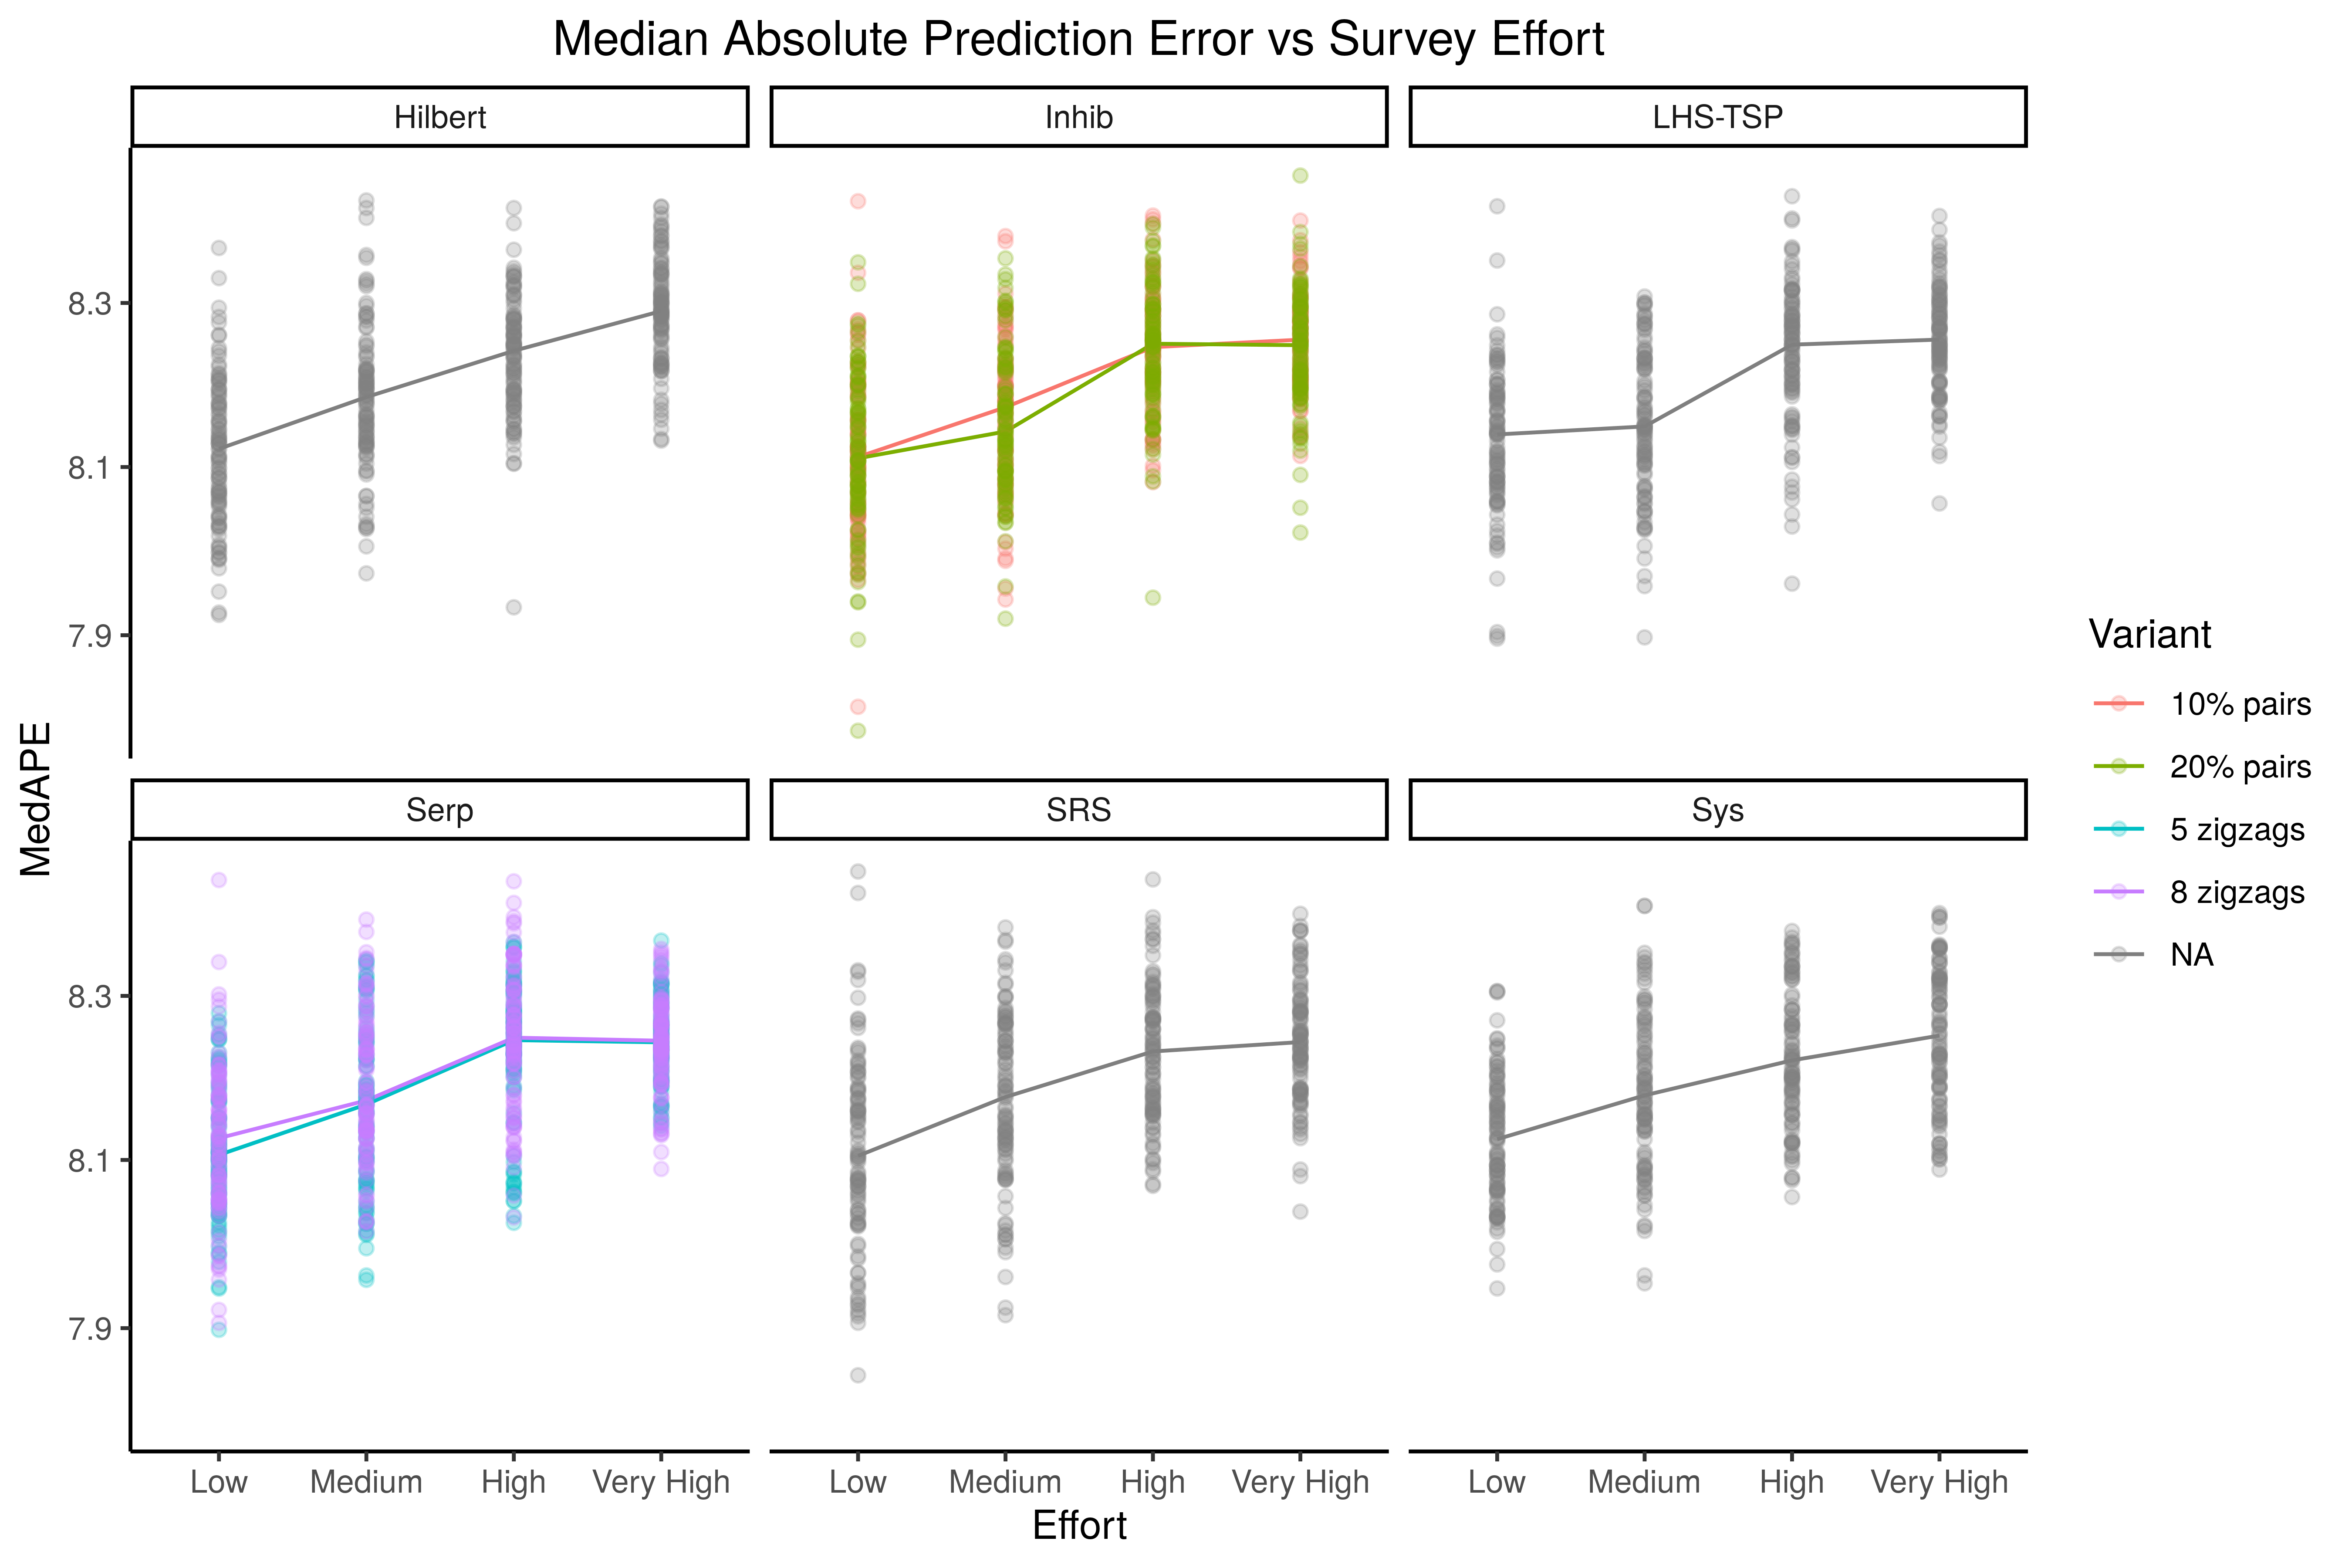 Median Absolute Prediction Error vs Survey Effort
Hilbert
Inhib
LHS-TSP
8.3
8.1
7.9
Serp
SRS
Sys
8.3
8.1
7.9
MedAPE
Low Medium High Very High
Low Medium High Very High
Low Medium High Very High
Effort
Variant
10% pairs
20% pairs
5 zigzags
8 zigzags
NA